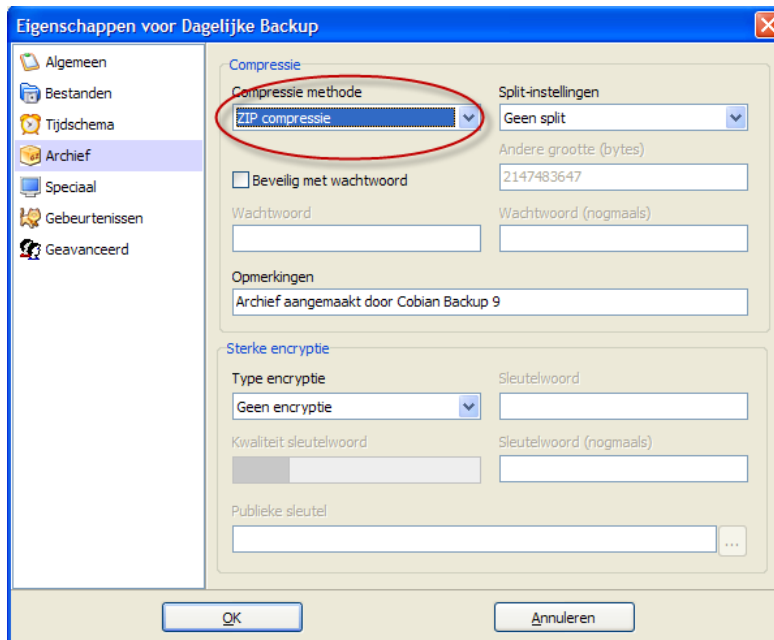 Eigenschappen voor Dagelijke Backup
Algemeen
Bestanden
Tijdschema
Archief
Speciaal
Gebeurtenissen
Geavanceerd
Compressie
Compressie methode
ZIP compressie
Split-instellingen
Geen split
Andere grootte (bytes)
2147483647
Beveilig met wachtwoord
Wachtwoord
Wachtwoord (nogmaals)
Opmerkingen
Archief aangemaakt door Cobian Backup 9
Sterke encryptie
Type encryptie
Geen encryptie
Sleutelwoord
Kwaliteit sleutelwoord
Sleutelwoord (nogmaals)
Publieke sleutel
...
OK
Annuleren